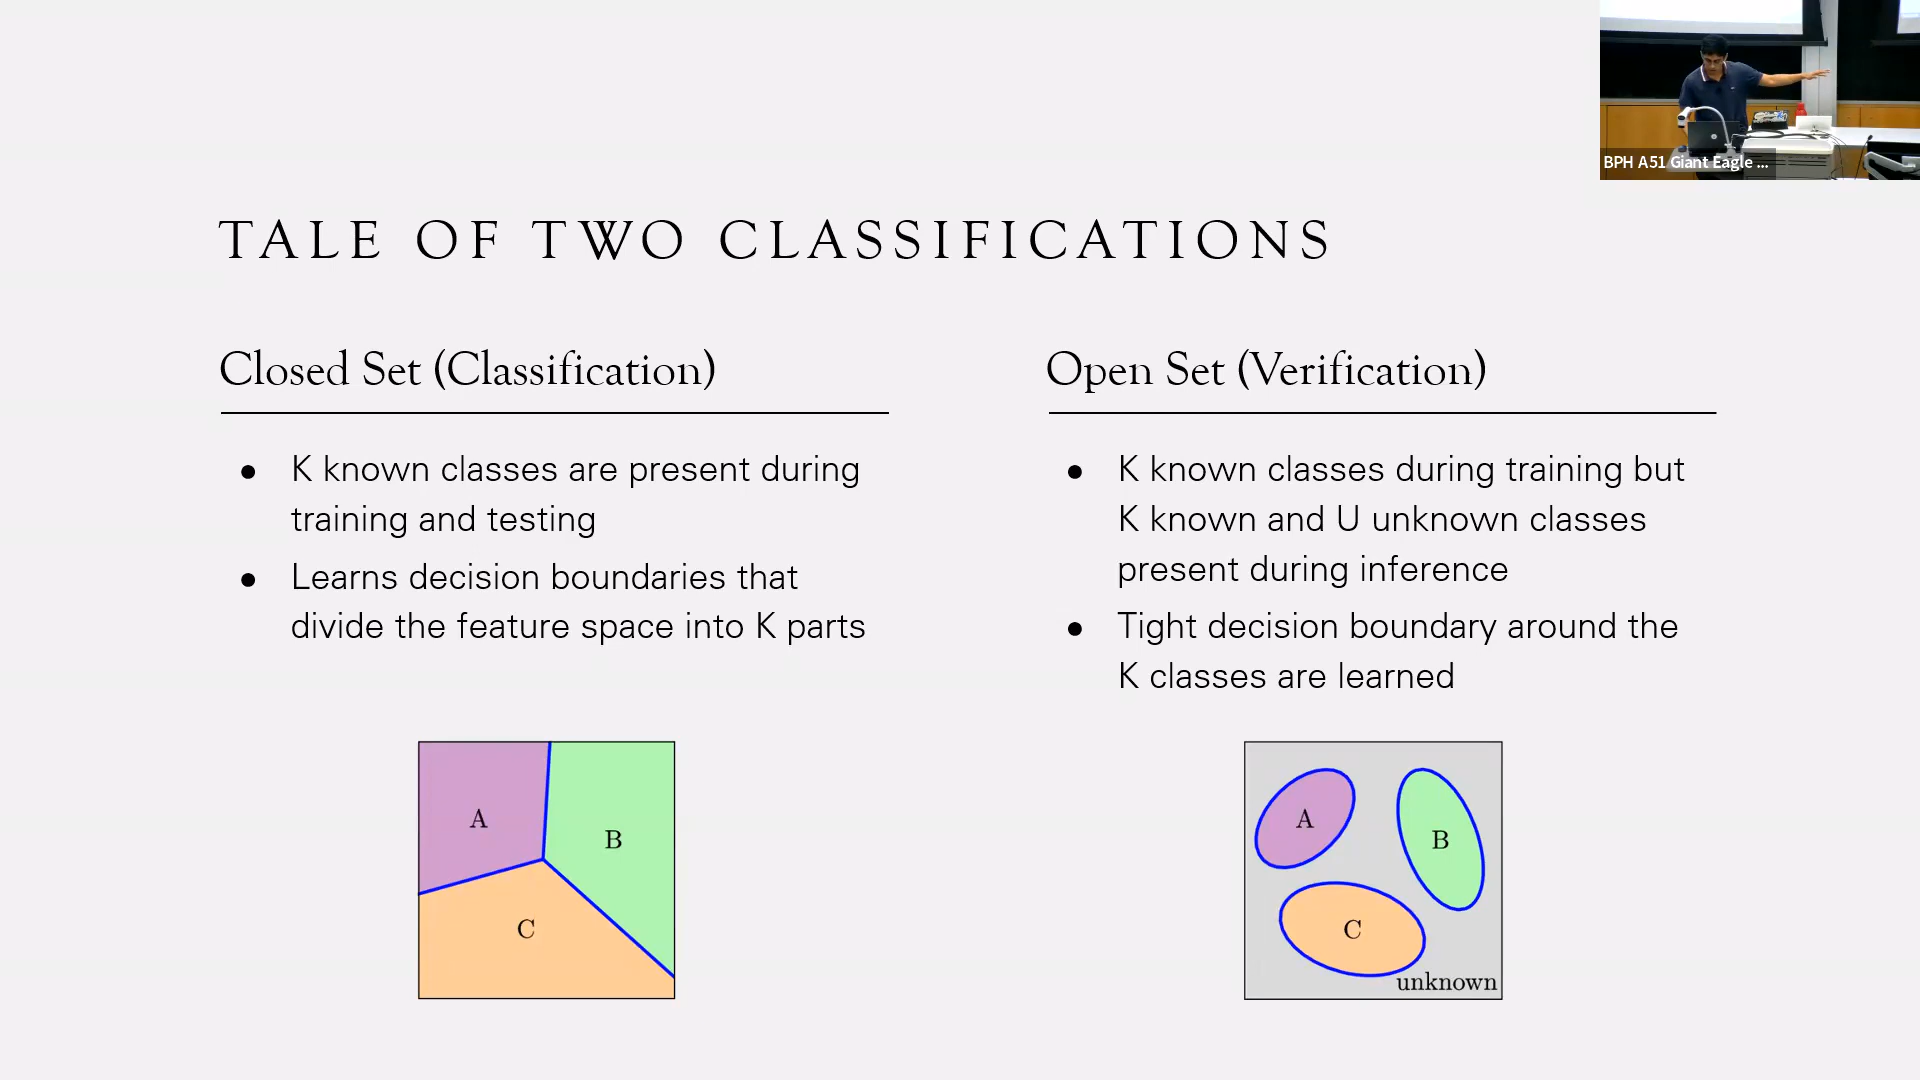 BPH A51 Giant Eagle ...
TALE OF TWO CLASSIFICATIONS
Closed Set (Classification)
● K known classes are present during
training and testing
● Learns decision boundaries that
divide the feature space into K parts
A
B
C
Open Set (Verification)
● K known classes during training but
K known and U unknown classes
present during inference
● Tight decision boundary around the
K classes are learned
A
B
C
unknown